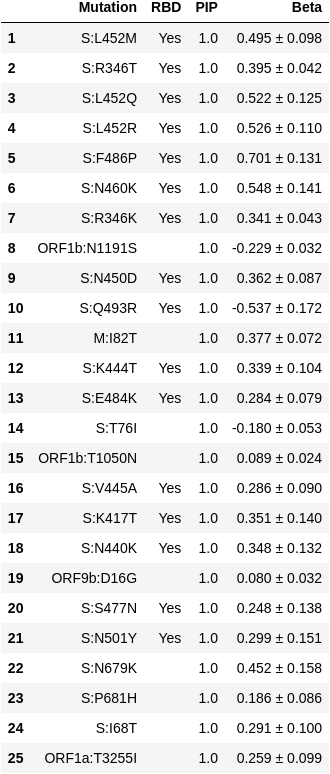 Mutation RBD PIP Beta
1 S:L452M Yes 1.0 0.495 ± 0.098
2 S:R346T Yes 1.0 0.395 ± 0.042
3 S:L452Q Yes 1.0 0.522 ± 0.125
4 S:L452R Yes 1.0 0.526 ± 0.110
5 S:F486P Yes 1.0 0.701 ± 0.131
6 S:N460K Yes 1.0 0.548 ± 0.141
7 S:R346K Yes 1.0 0.341 ± 0.043
8 ORF1b:N1191S 1.0 -0.229 ± 0.032
9 S:N450D Yes 1.0 0.362 ± 0.087
10 S:Q493R Yes 1.0 -0.537 ± 0.172
11 M:I82T 1.0 0.377 ± 0.072
12 S:K444T Yes 1.0 0.339 ± 0.104
13 S:E484K Yes 1.0 0.284 ± 0.079
14 S:T76I 1.0 -0.180 ± 0.053
15 ORF1b:T1050N 1.0 0.089 ± 0.024
16 S:V445A Yes 1.0 0.286 ± 0.090
17 S:K417T Yes 1.0 0.351 ± 0.140
18 S:N440K Yes 1.0 0.348 ± 0.132
19 ORF9b:D16G 1.0 0.080 ± 0.032
20 S:S477N Yes 1.0 0.248 ± 0.138
21 S:N501Y Yes 1.0 0.299 ± 0.151
22 S:N679K 1.0 0.452 ± 0.158
23 S:P681H 1.0 0.186 ± 0.086
24 S:I68T 1.0 0.291 ± 0.100
25 ORF1a:T3255I 1.0 0.259 ± 0.099